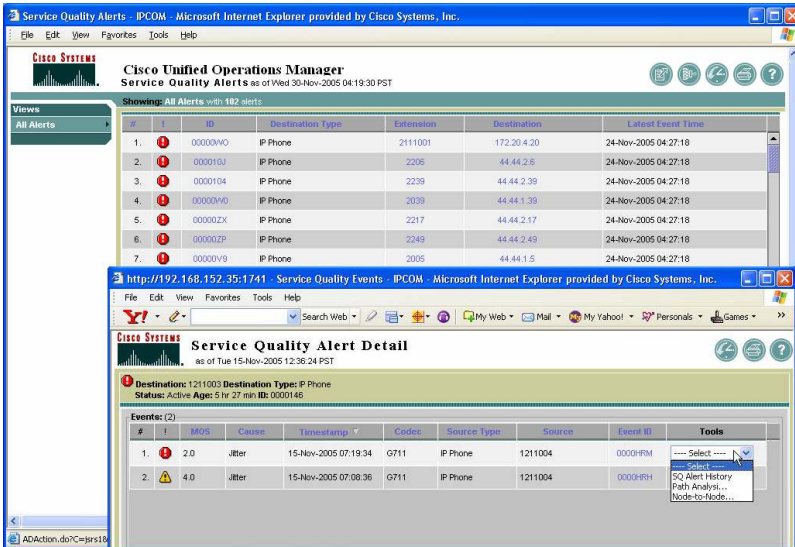 Service Quality Alerts - IPCOM - Microsoft Internet Explorer provided by Cisco Systems, Inc.
File Edit View Favorites Tools Help
CISCO SYSTEMS
Cisco Unified Operations Manager
Service Quality Alerts as of Wed 30-Nov-2005 04:19:30 PST
Views
All Alerts
Showing: All Alerts with 102 alerts
# ! ID Destination Type Extension Destination Latest Event Time
1. 00000WO IP Phone 2111001 172.20.4.20 24-Nov-2005 04:27:18
2. 000010J IP Phone 2206 44.44.2.6 24-Nov-2005 04:27:18
3. 0000104 IP Phone 2239 44.44.2.39 24-Nov-2005 04:27:18
4. 00000W0 IP Phone 2039 44.44.1.39 24-Nov-2005 04:27:18
5. 00000ZX IP Phone 2217 44.44.2.17 24-Nov-2005 04:27:18
6. 00000ZP IP Phone 2249 44.44.2.49 24-Nov-2005 04:27:18
7. 00000V9 IP Phone 2005 44.44.1.5 24-Nov-2005 04:27:18
http://192.168.152.35:1741 - Service Quality Events - IPCOM - Microsoft Internet Explorer provided by Cisco Systems, Inc.
File Edit View Favorites Tools Help
Y! Search Web My Web Mail My Yahoo! Personals Games »
CISCO SYSTEMS
Service Quality Alert Detail
as of Tue 15-Nov-2005 12:36:24 PST
Destination: 1211003 Destination Type: IP Phone
Status: Active Age: 5 hr 27 min ID: 0000146
Events: (2)
# ! MOS Cause Timestamp Codec Source Type Source Event ID Tools
1. 2.0 Jitter 15-Nov-2005 07:19:34 G711 IP Phone 1211004 0000HRM ---- Select ----
2. 4.0 Jitter 15-Nov-2005 07:08:36 G711 IP Phone 1211004 0000HRH
---- Select ----
SQ Alert History
Path Analysi...
Node-to-Node...